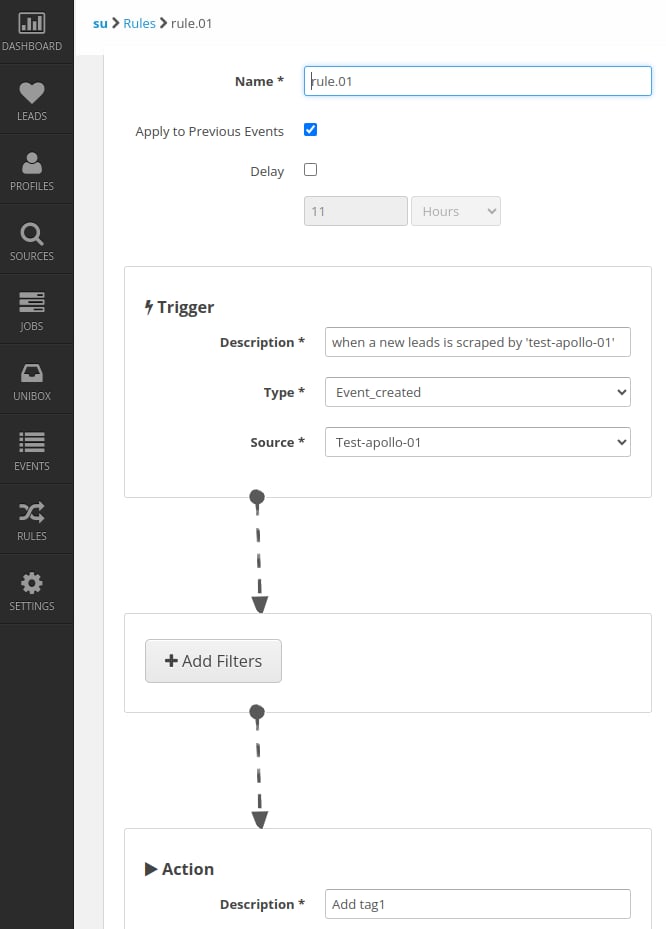 su > Rules > rule.01
DASHBOARD
LEADS
PROFILES
SOURCES
JOBS
UNIBOX
EVENTS
RULES
SETTINGS
Name * rule.01
Apply to Previous Events
Delay
11 Hours
Trigger
Description * when a new leads is scraped by 'test-apollo-01'
Type * Event_created
Source * Test-apollo-01
+ Add Filters
Action
Description * Add tag1